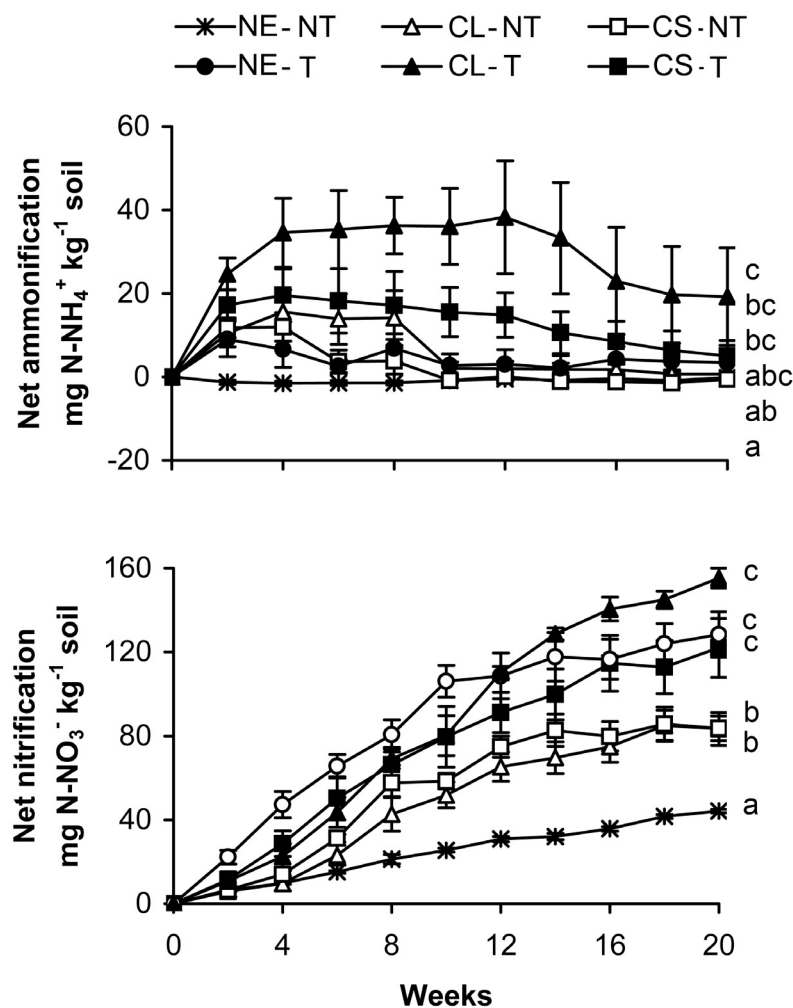 NE-NT CL-NT CS-NT
NE-T CL-T CS-T
Net ammonification
mg N-NH₄⁺ kg⁻¹ soil
60
40
20
0
-20
c
bc
bc
abc
ab
a
Net nitrification
mg N-NO₃⁻ kg⁻¹ soil
160
120
80
40
0
c
c
c
b
b
a
0 4 8 12 16 20
Weeks